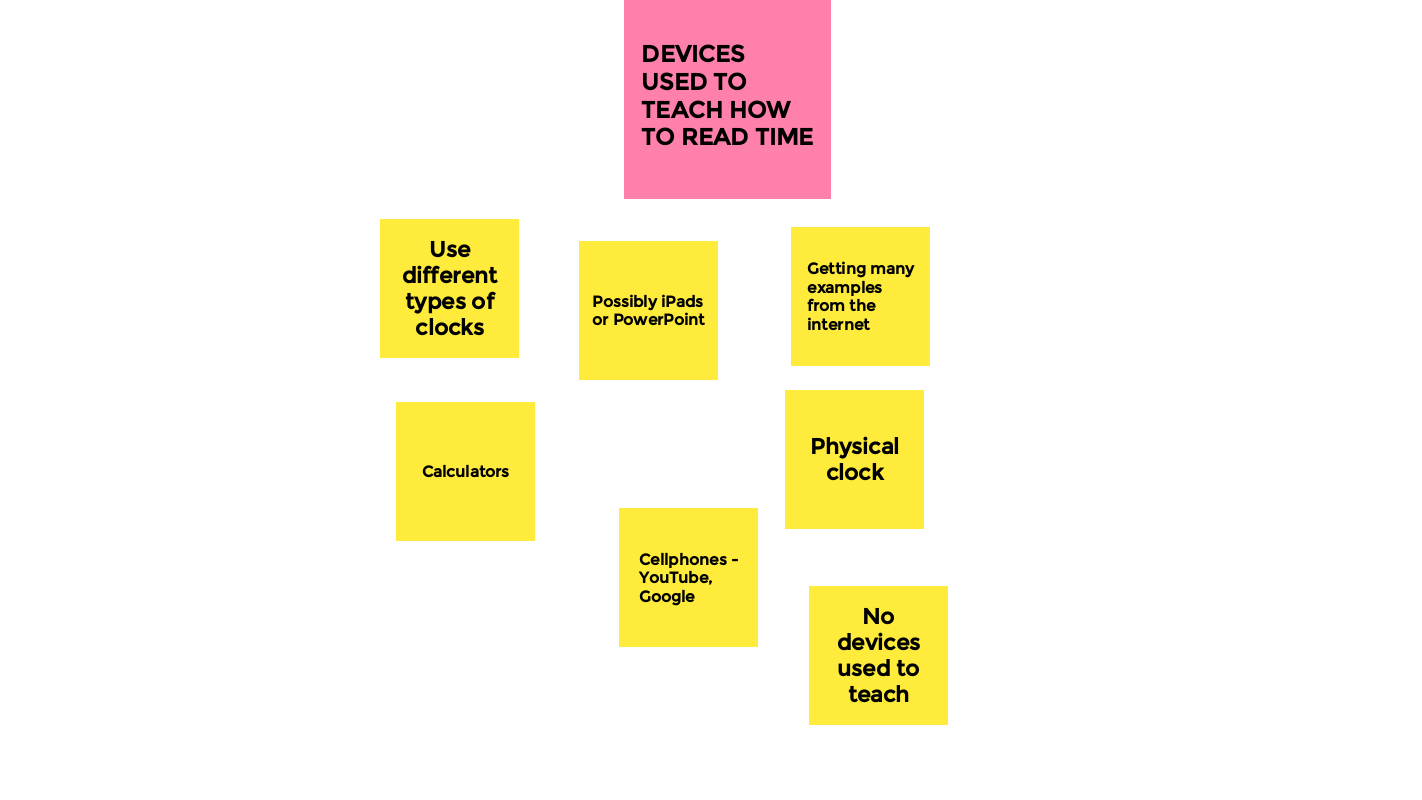 DEVICES
USED TO
TEACH HOW
TO READ TIME
Use
different
types of
clocks
Possibly iPads
or PowerPoint
Getting many
examples
from the
internet
Calculators
Physical
clock
Cellphones -
YouTube,
Google
No
devices
used to
teach